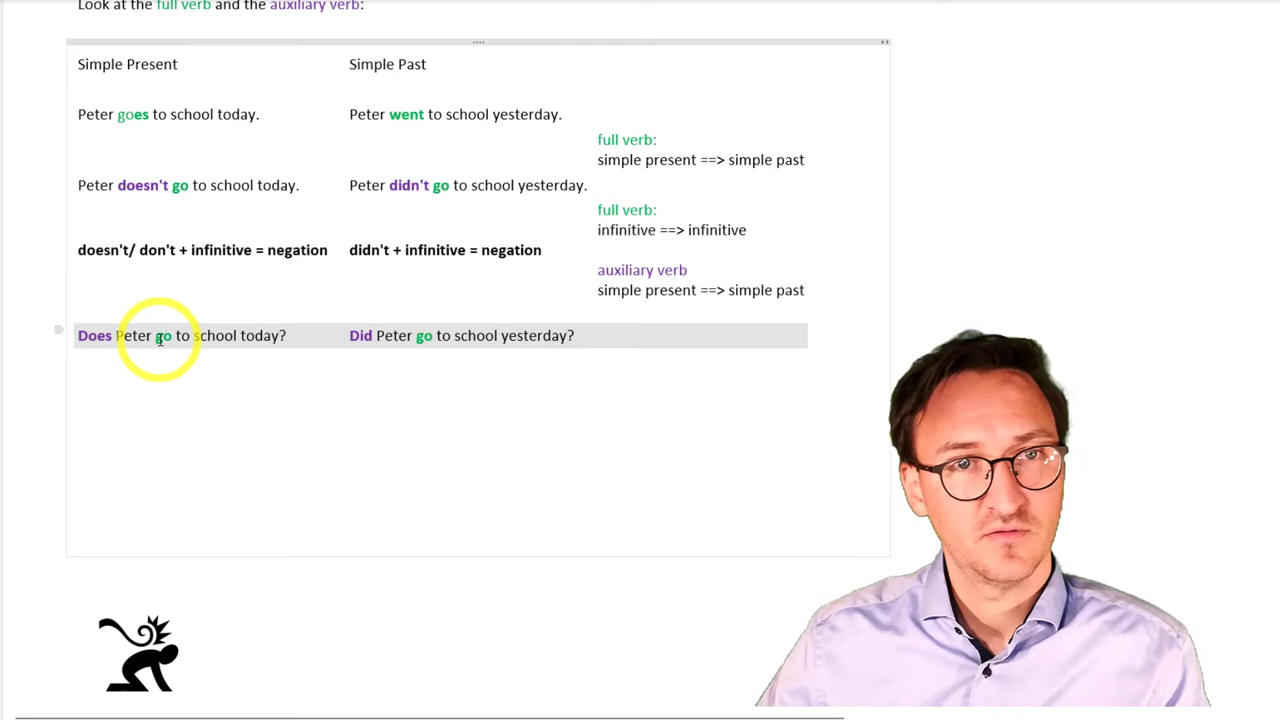 Look at the full verb and the auxiliary verb:
Simple Present Simple Past
Peter goes to school today. Peter went to school yesterday.
full verb:
simple present ==> simple past
Peter doesn't go to school today. Peter didn't go to school yesterday.
full verb:
infinitive ==> infinitive
doesn't/ don't + infinitive = negation didn't + infinitive = negation
auxiliary verb
simple present ==> simple past
Does Peter go to school today? Did Peter go to school yesterday?